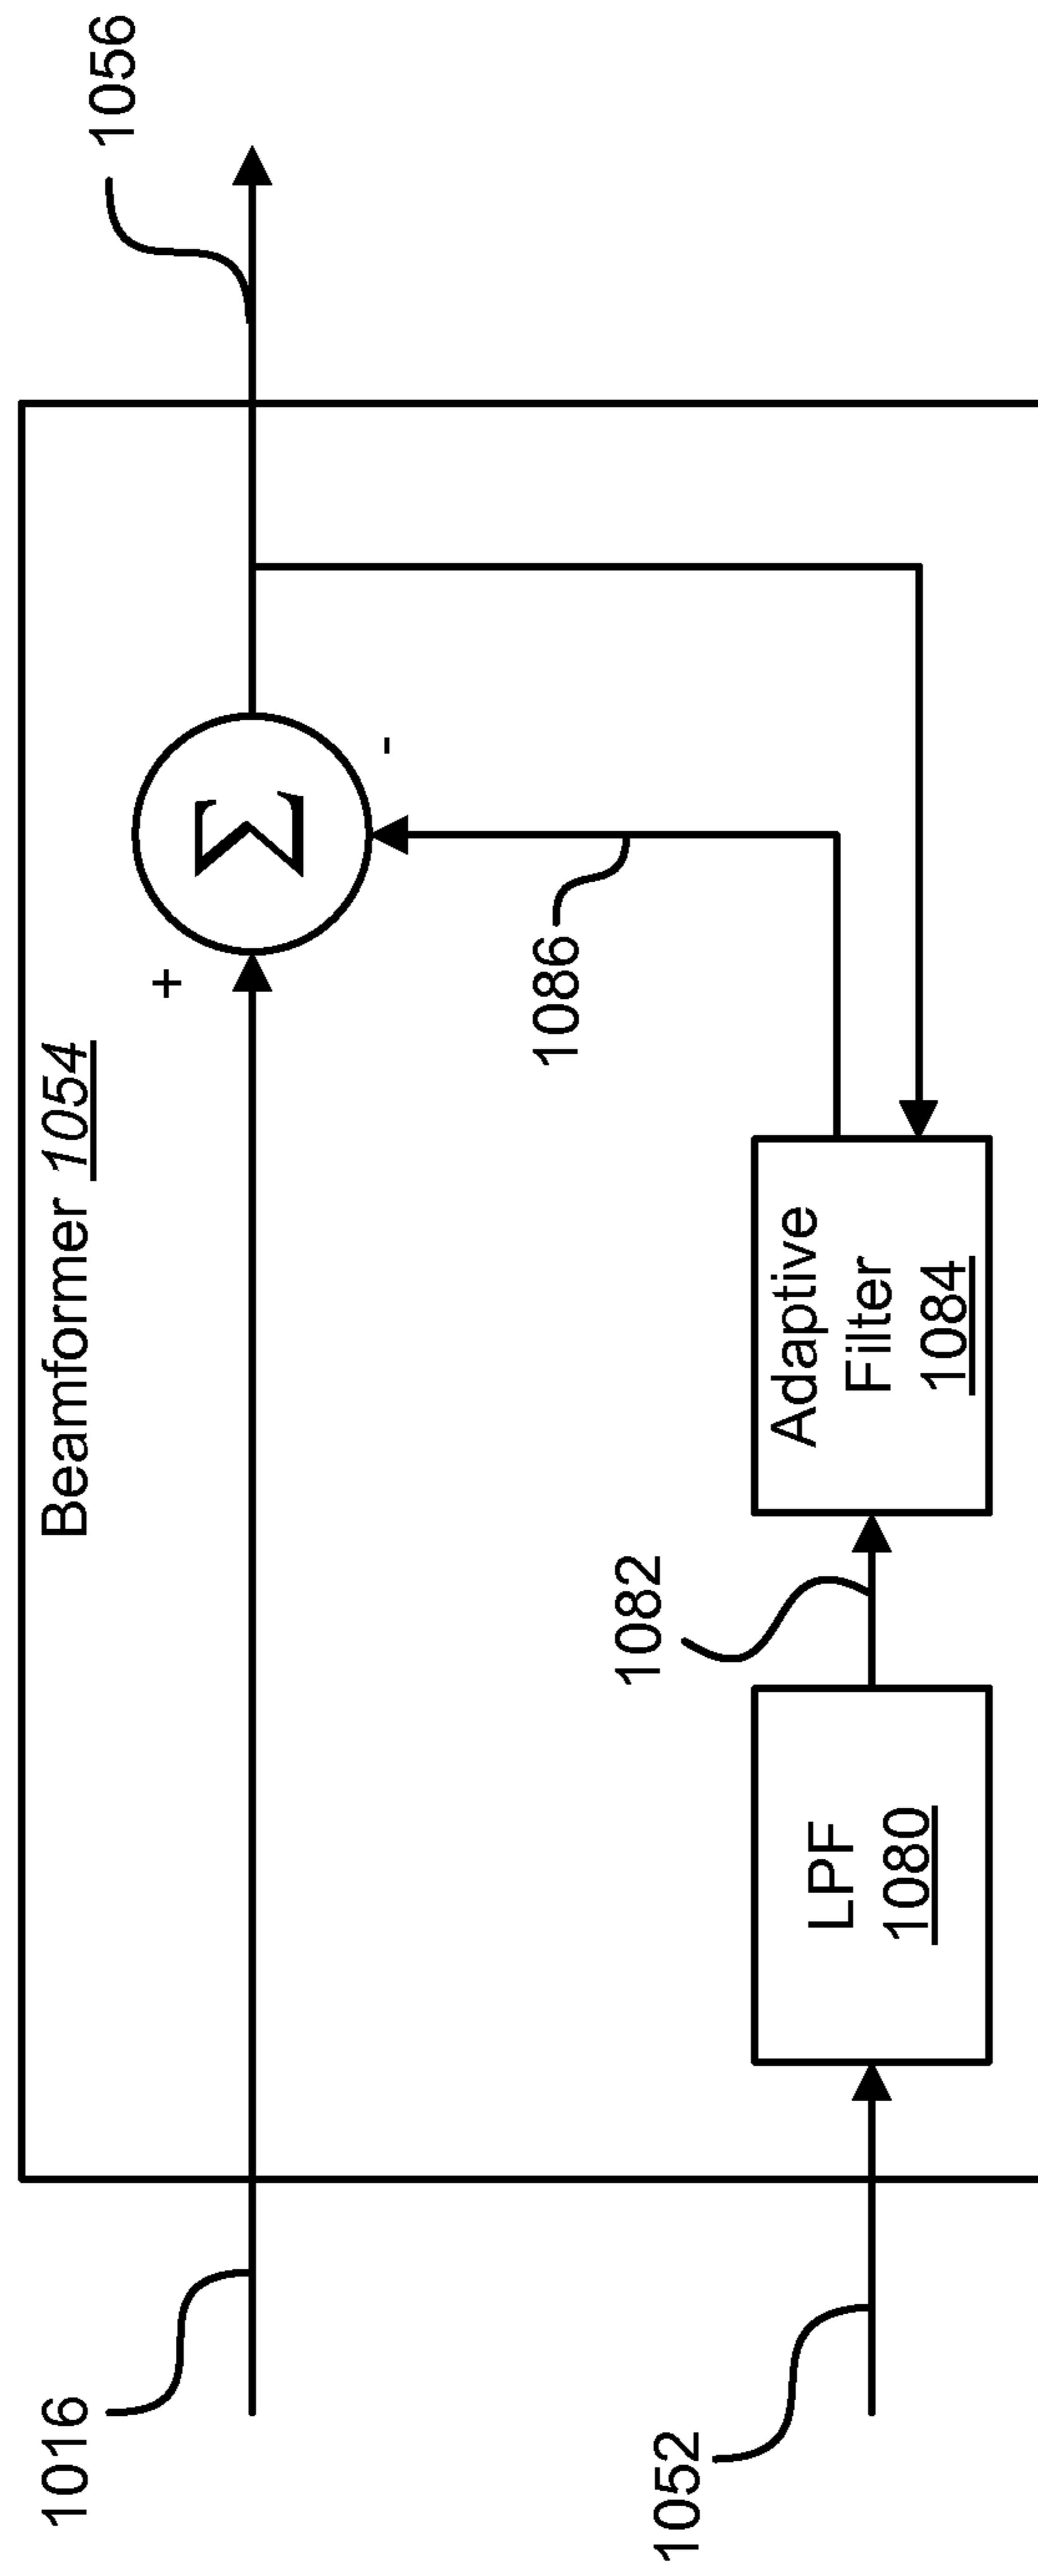 Beamformer 1054
1016
+
Σ
-
1056
1086
1052
LPF
1080
1082
Adaptive
Filter
1084